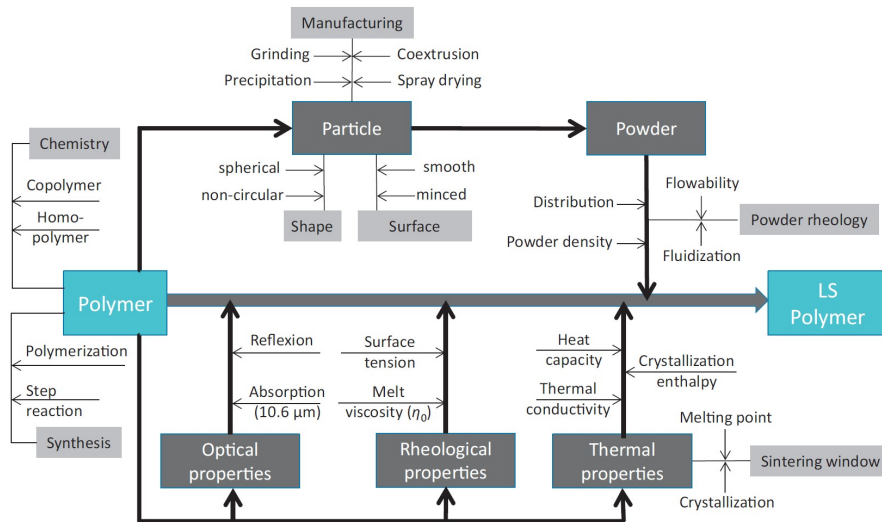 Manufacturing
Grinding
Coextrusion
Precipitation
Spray drying
Particle
Powder
Chemistry
spherical
smooth
Copolymer
non-circular
minced
Flowability
Distribution
Homo-
polymer
Shape
Surface
Powder rheology
Powder density
Fluidization
Polymer
LS
Polymer
Polymerization
Reflexion
Surface
tension
Heat
capacity
Crystallization
enthalpy
Step
reaction
Absorption
(10.6 µm)
Melt
viscosity (η0)
Thermal
conductivity
Melting point
Synthesis
Optical
properties
Rheological
properties
Thermal
properties
Sintering window
Crystallization